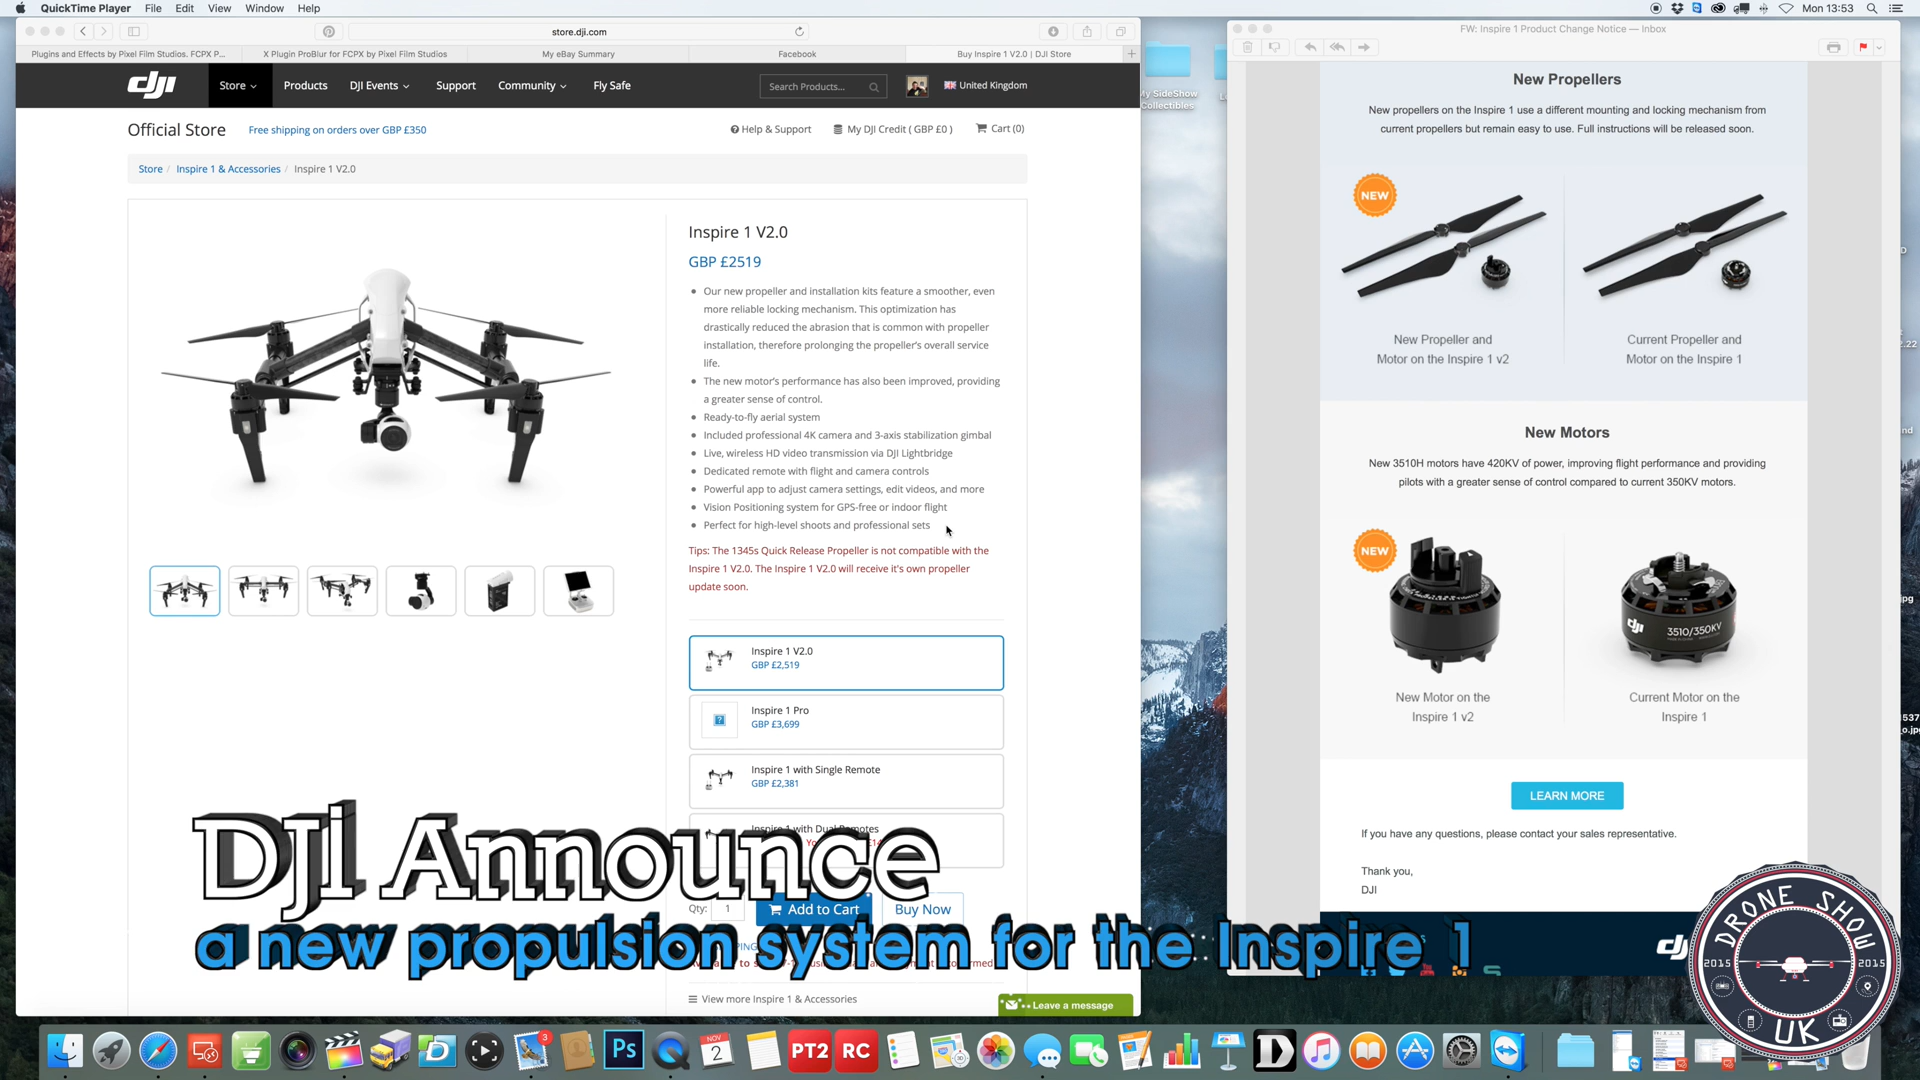 QuickTime Player File Edit View Window Help
Mon 13:53
store.dji.com
Plugins and Effects by Pixel Film Studios. FCPX P...
X Plugin ProBlur for FCPX by Pixel Film Studios
My eBay Summary
Facebook
Buy Inspire 1 V2.0 | DJI Store
dji
Store
Products
DJI Events
Support
Community
Fly Safe
Search Products...
United Kingdom
Official Store
Free shipping on orders over GBP £350
Help & Support
My DJI Credit ( GBP £0 )
Cart (0)
Store / Inspire 1 & Accessories / Inspire 1 V2.0
Inspire 1 V2.0
GBP £2519
Our new propeller and installation kits feature a smoother, even
more reliable locking mechanism. This optimization has
drastically reduced the abrasion that is common with propeller
installation, therefore prolonging the propeller's overall service
life.
The new motor's performance has also been improved, providing
a greater sense of control.
Ready-to-fly aerial system
Included professional 4K camera and 3-axis stabilization gimbal
Live, wireless HD video transmission via DJI Lightbridge
Dedicated remote with flight and camera controls
Powerful app to adjust camera settings, edit videos, and more
Vision Positioning system for GPS-free or indoor flight
Perfect for high-level shoots and professional sets
Tips: The 1345s Quick Release Propeller is not compatible with the
Inspire 1 V2.0. The Inspire 1 V2.0 will receive it's own propeller
update soon.
Inspire 1 V2.0
GBP £2,519
Inspire 1 Pro
GBP £3,699
Inspire 1 with Single Remote
GBP £2,381
Inspire 1 with Dual Remotes
Qty: 1
Add to Cart
Buy Now
View more Inspire 1 & Accessories
Leave a message
My SideShow
Collectibles
FW: Inspire 1 Product Change Notice — Inbox
New Propellers
New propellers on the Inspire 1 use a different mounting and locking mechanism from
current propellers but remain easy to use. Full instructions will be released soon.
NEW
New Propeller and
Motor on the Inspire 1 v2
Current Propeller and
Motor on the Inspire 1
New Motors
New 3510H motors have 420KV of power, improving flight performance and providing
pilots with a greater sense of control compared to current 350KV motors.
NEW
dji
3510/350KV
New Motor on the
Inspire 1 v2
Current Motor on the
Inspire 1
LEARN MORE
If you have any questions, please contact your sales representative.
Thank you,
DJI
DJi Announce
a new propulsion system for the Inspire 1
DRONE SHOW
2015
2015
UK
3
Ps
NOV
2
PT2
RC